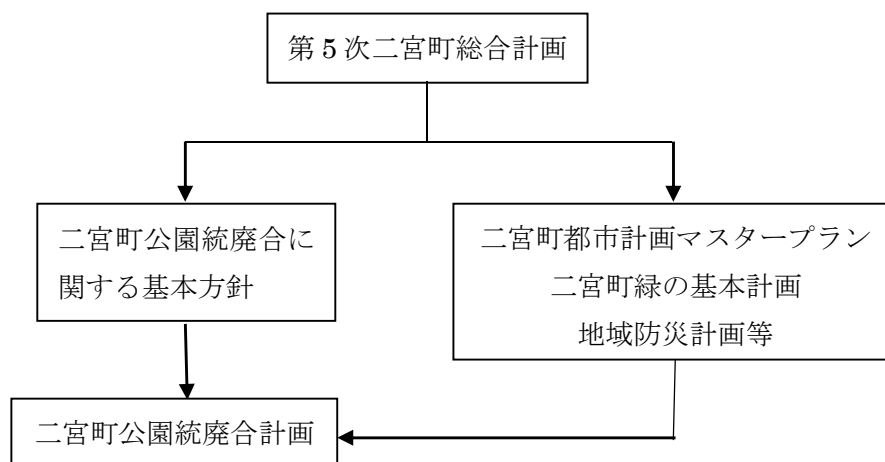 第5次二宮町総合計画
二宮町公園統廃合に
関する基本方針
二宮町都市計画マスタープラン
二宮町緑の基本計画
地域防災計画等
二宮町公園統廃合計画